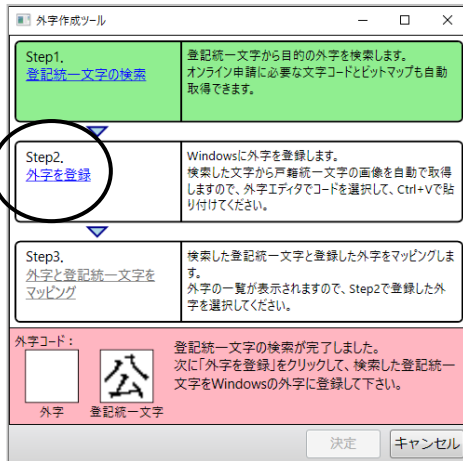 外字作成ツール
Step1.
登記統一文字の検索
登記統一文字から目的の外字を検索します。
オンライン申請に必要な文字コードとビットマップも自動
取得できます。
Step2.
外字を登録
Windowsに外字を登録します。
検索した文字から戸籍統一文字の画像を自動で取得
しますので、外字エディタでコードを選択して、Ctrl+Vで貼
り付けてください。
Step3.
外字と登記統一文字を
マッピング
検索した登記統一文字と登録した外字をマッピングしま
す。
外字の一覧が表示されますので、Step2で登録した外
字を選択してください。
外字コード：
公
外字
登記統一文字
登記統一文字の検索が完了しました。
次に「外字を登録」をクリックして、検索した登記統一
文字をWindowsの外字に登録して下さい。
決定
キャンセル